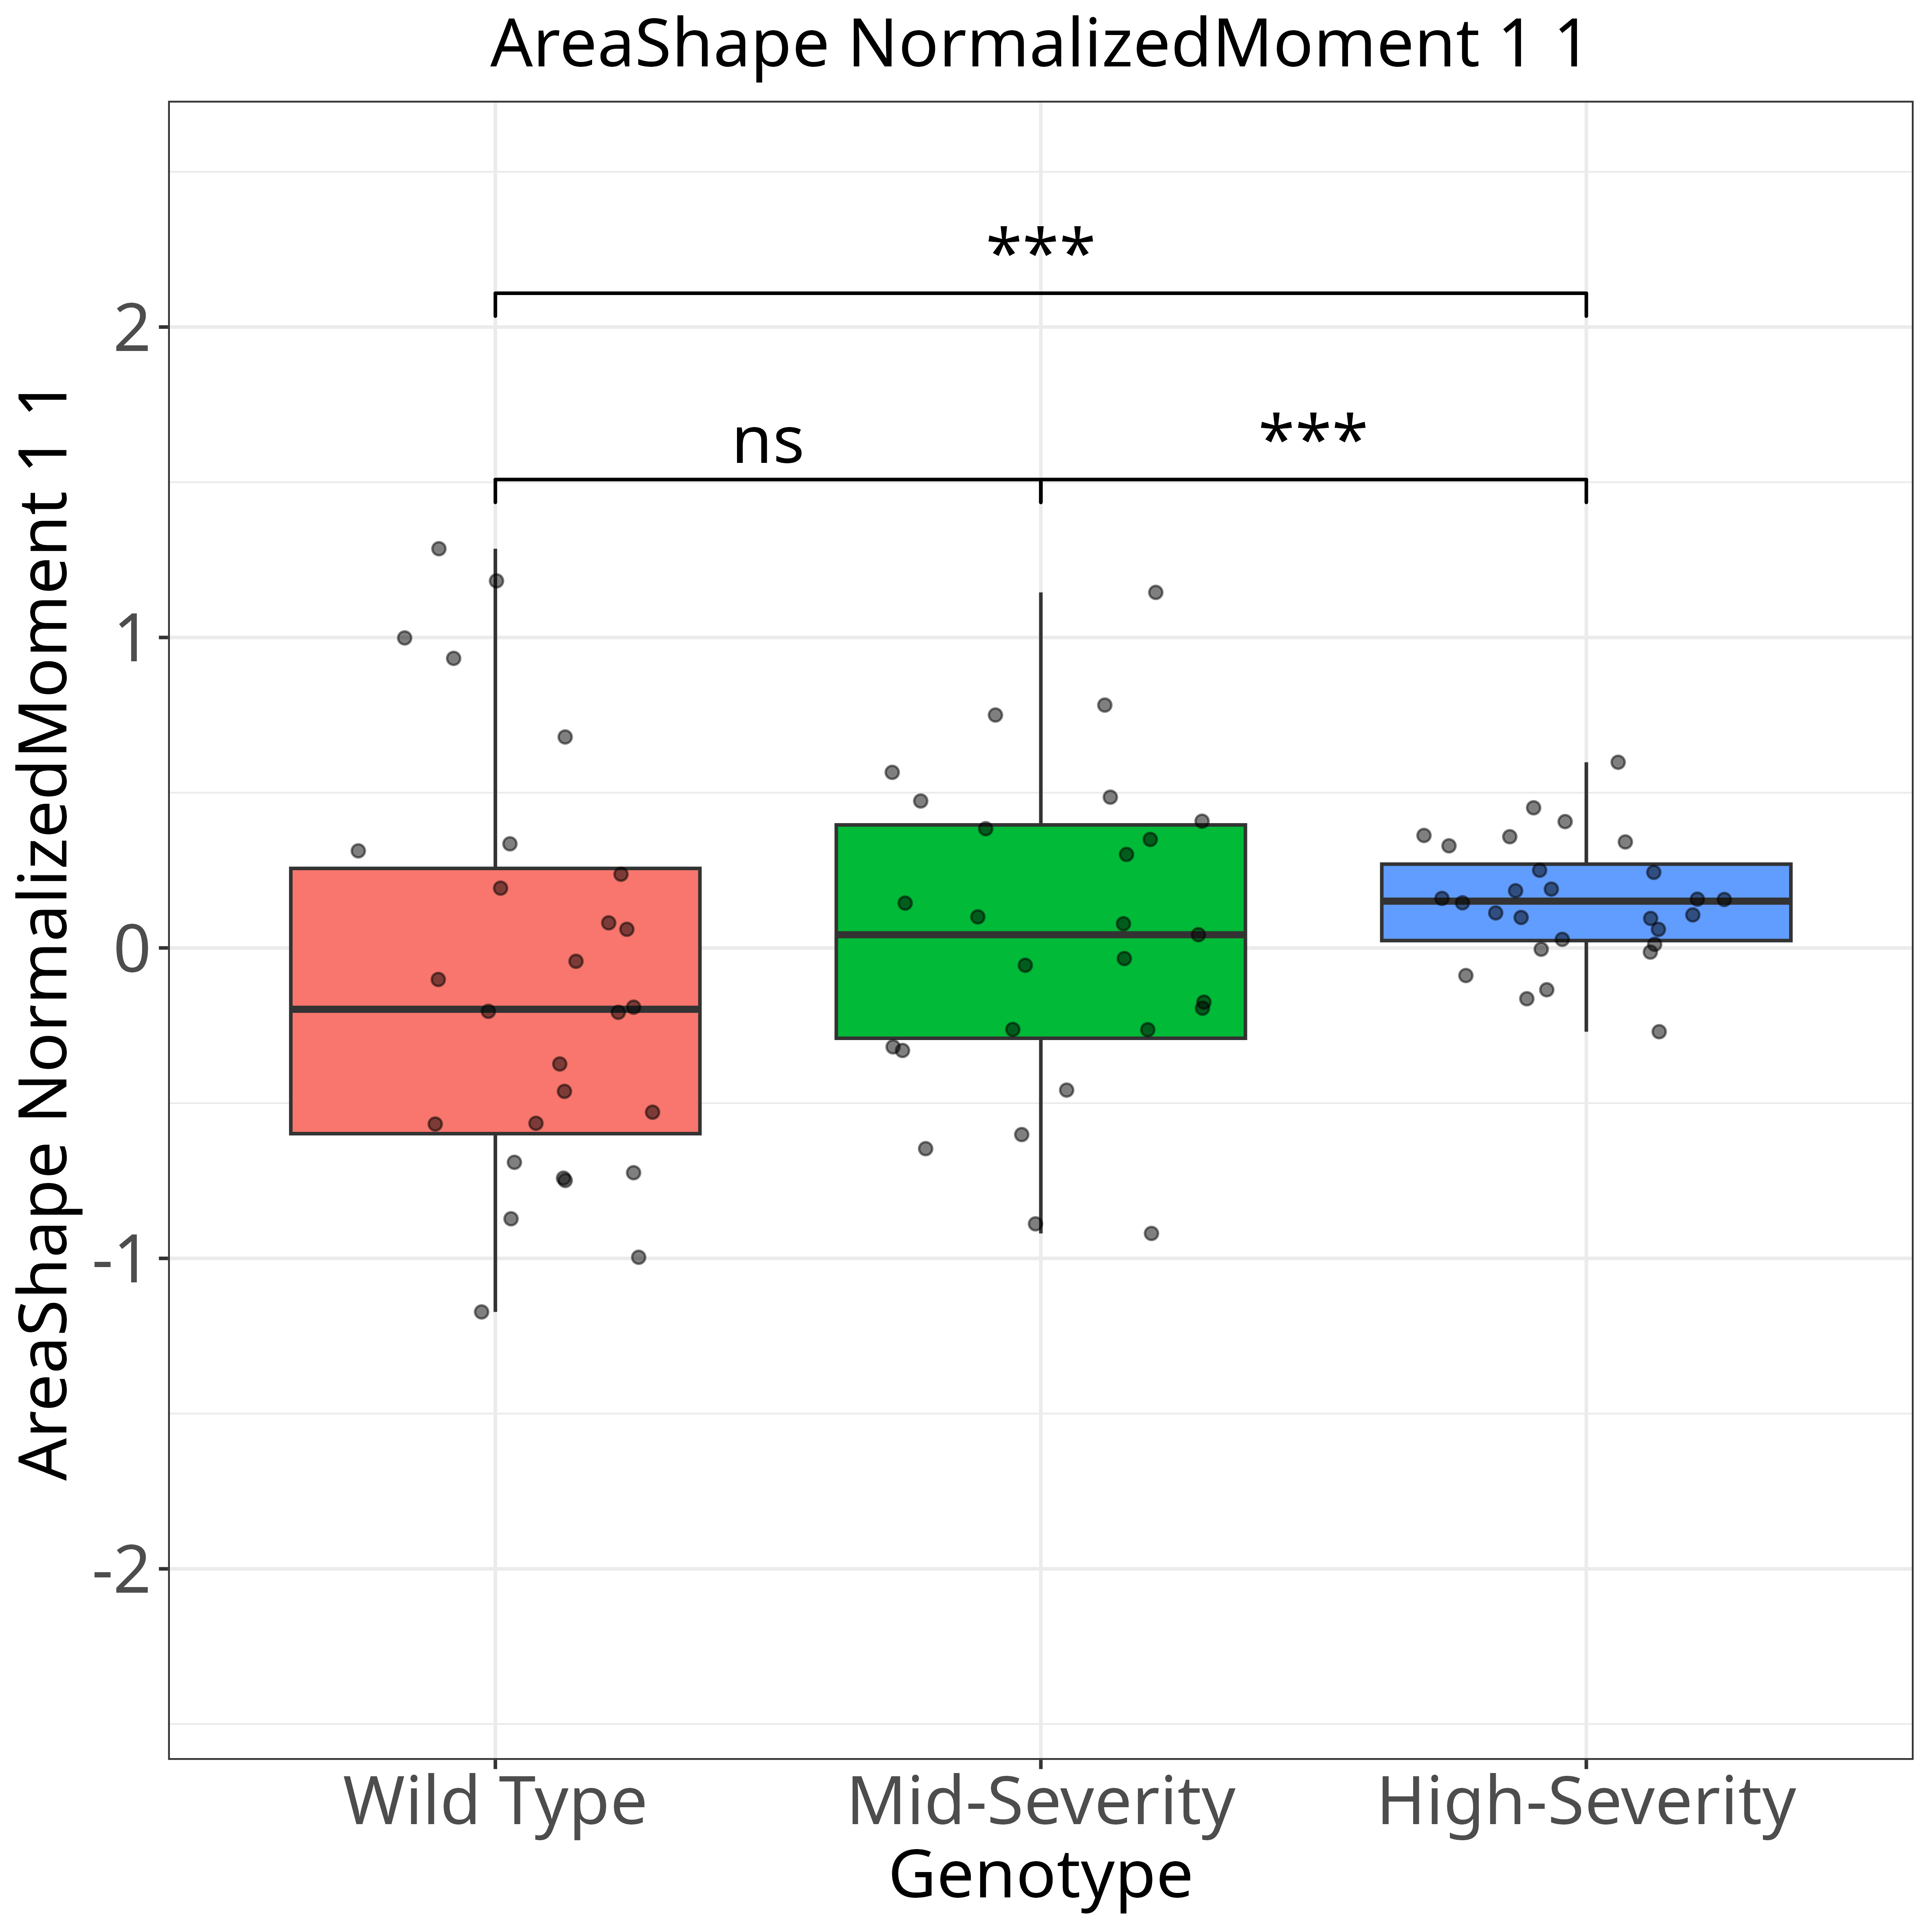 AreaShape NormalizedMoment 1 1
AreaShape NormalizedMoment 1 1
***
ns
***
2
1
0
-1
-2
Wild Type
Mid-Severity
High-Severity
Genotype